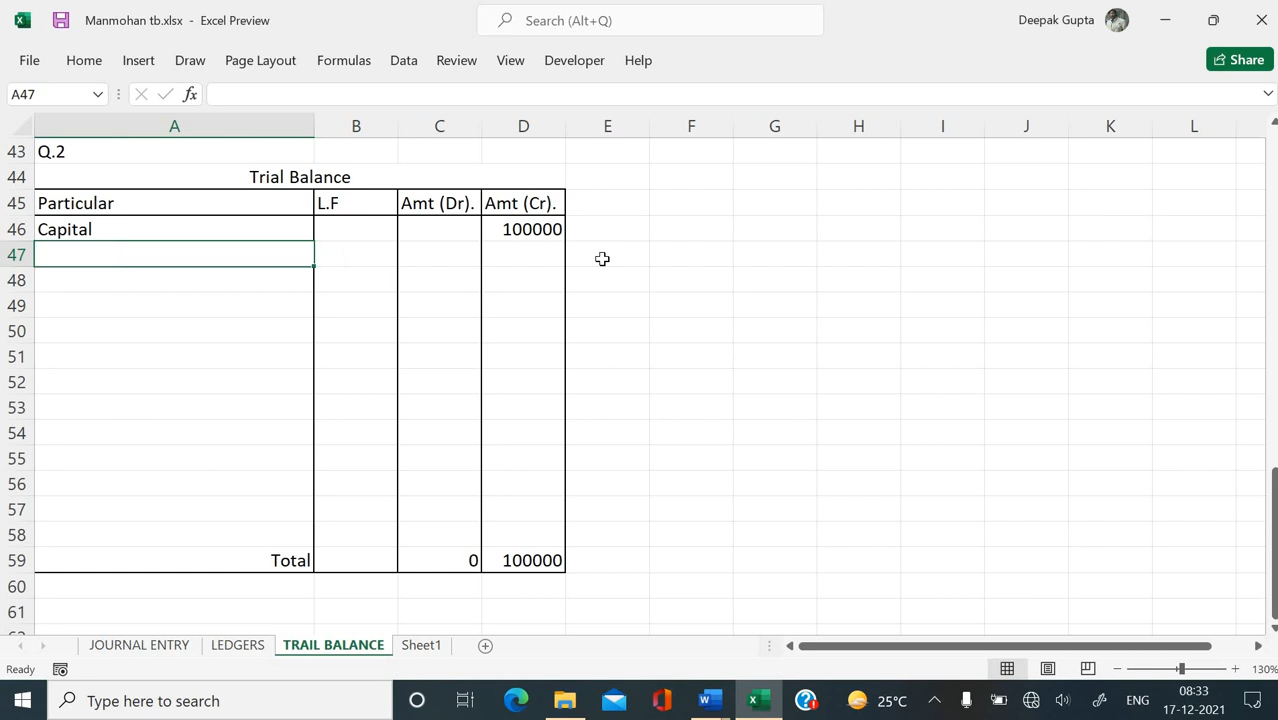 Manmohan tb.xlsx - Excel Preview
Search (Alt+Q)
Deepak Gupta
File Home Insert Draw Page Layout Formulas Data Review View Developer Help
Share
A47 fx
A B C D E F G H I J K L
43 Q.2
44 Trial Balance
45 Particular L.F Amt (Dr). Amt (Cr).
46 Capital 100000
47
48
49
50
51
52
53
54
55
56
57
58
59 Total 0 100000
60
61
JOURNAL ENTRY LEDGERS TRAIL BALANCE Sheet1
Ready 130%
Type here to search
25°C
ENG
08:33
17-12-2021